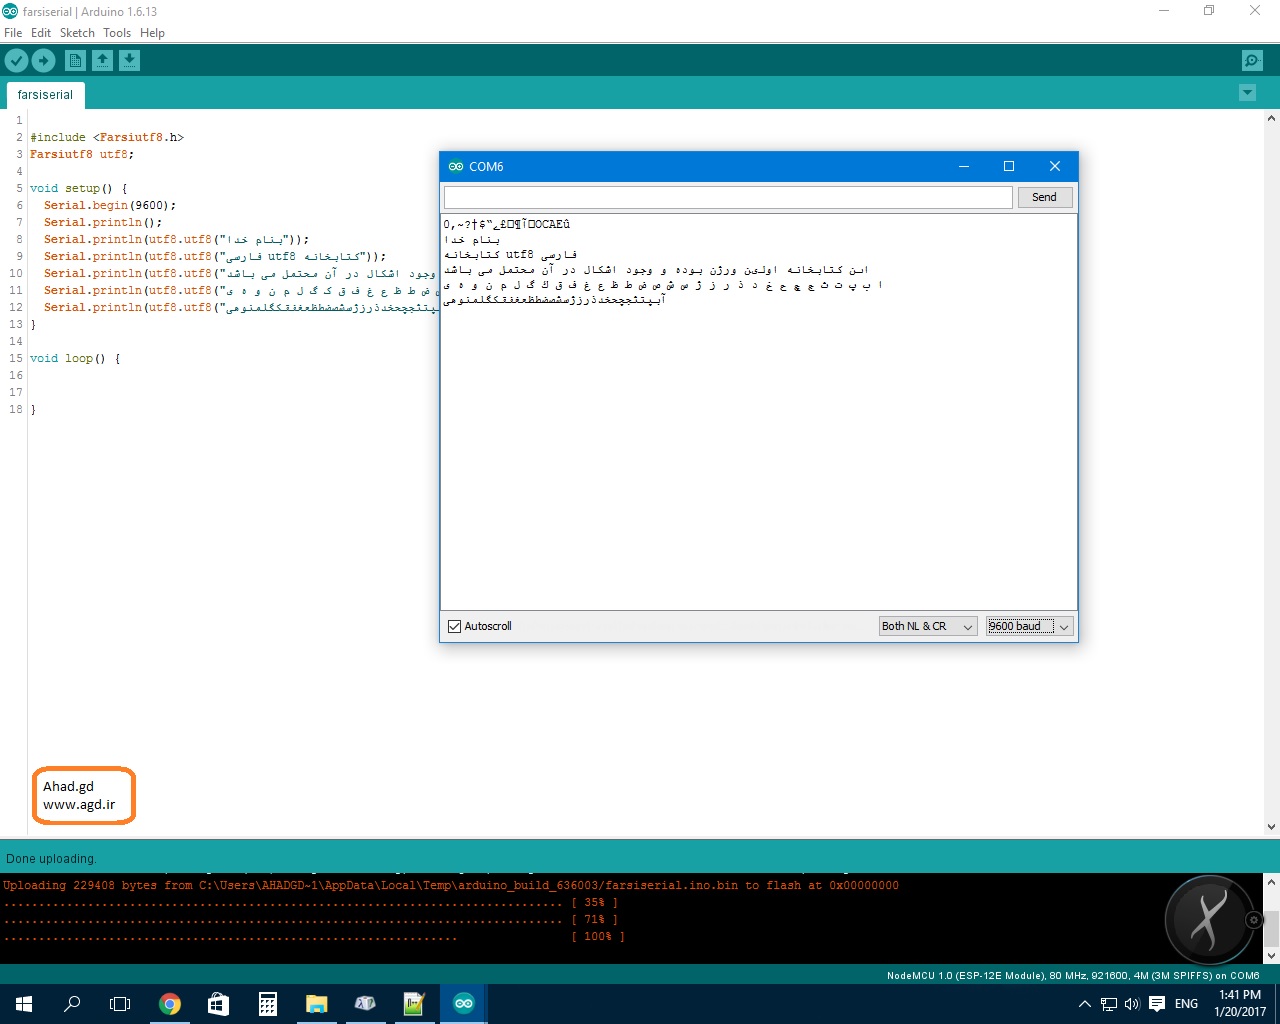 farsiserial | Arduino 1.6.13
File Edit Sketch Tools Help
farsiserial
1
2 #include <Farsiutf8.h>
3 Farsiutf8 utf8;
4
5 void setup() {
6 Serial.begin(9600);
7 Serial.println();
8 Serial.println(utf8.utf8("بنام خدا"));
9 Serial.println(utf8.utf8("کتابخانه utf8 فارسی"));
10 Serial.println(utf8.utf8("وجود اشکال در آن محتمل می باشد
11 Serial.println(utf8.utf8("ض ط ظ ع غ ف ق ک گ ل م ن و ه ی
12 Serial.println(utf8.utf8("پتثجچحخدذرزژسشصضطظعغفقکگلمنوهی
13 }
14
15 void loop() {
16
17
18 }
COM6
Send
بنام خدا
کتابخانه utf8 فارسی
این کتابخانه اولین ورژن بوده و وجود اشکال در آن محتمل می باشد
ا ب پ ت ث ج چ ح خ د ذ ر ز ژ س ش ص ض ط ظ ع غ ف ق ک گ ل م ن و ه ی
آبپتثجچحخدذرزژسشصضطظعغفقکگلمنوهی
Autoscroll
Both NL & CR
9600 baud
Ahad.gd
www.agd.ir
Done uploading.
Uploading 229408 bytes from C:\Users\AHADGD~1\AppData\Local\Temp\arduino_build_636003/farsiserial.ino.bin to flash at 0x00000000
................................................................................ [ 35% ]
................................................................................ [ 71% ]
................................................................. [ 100% ]
NodeMCU 1.0 (ESP-12E Module), 80 MHz, 921600, 4M (3M SPIFFS) on COM6
ENG
1:41 PM
1/20/2017